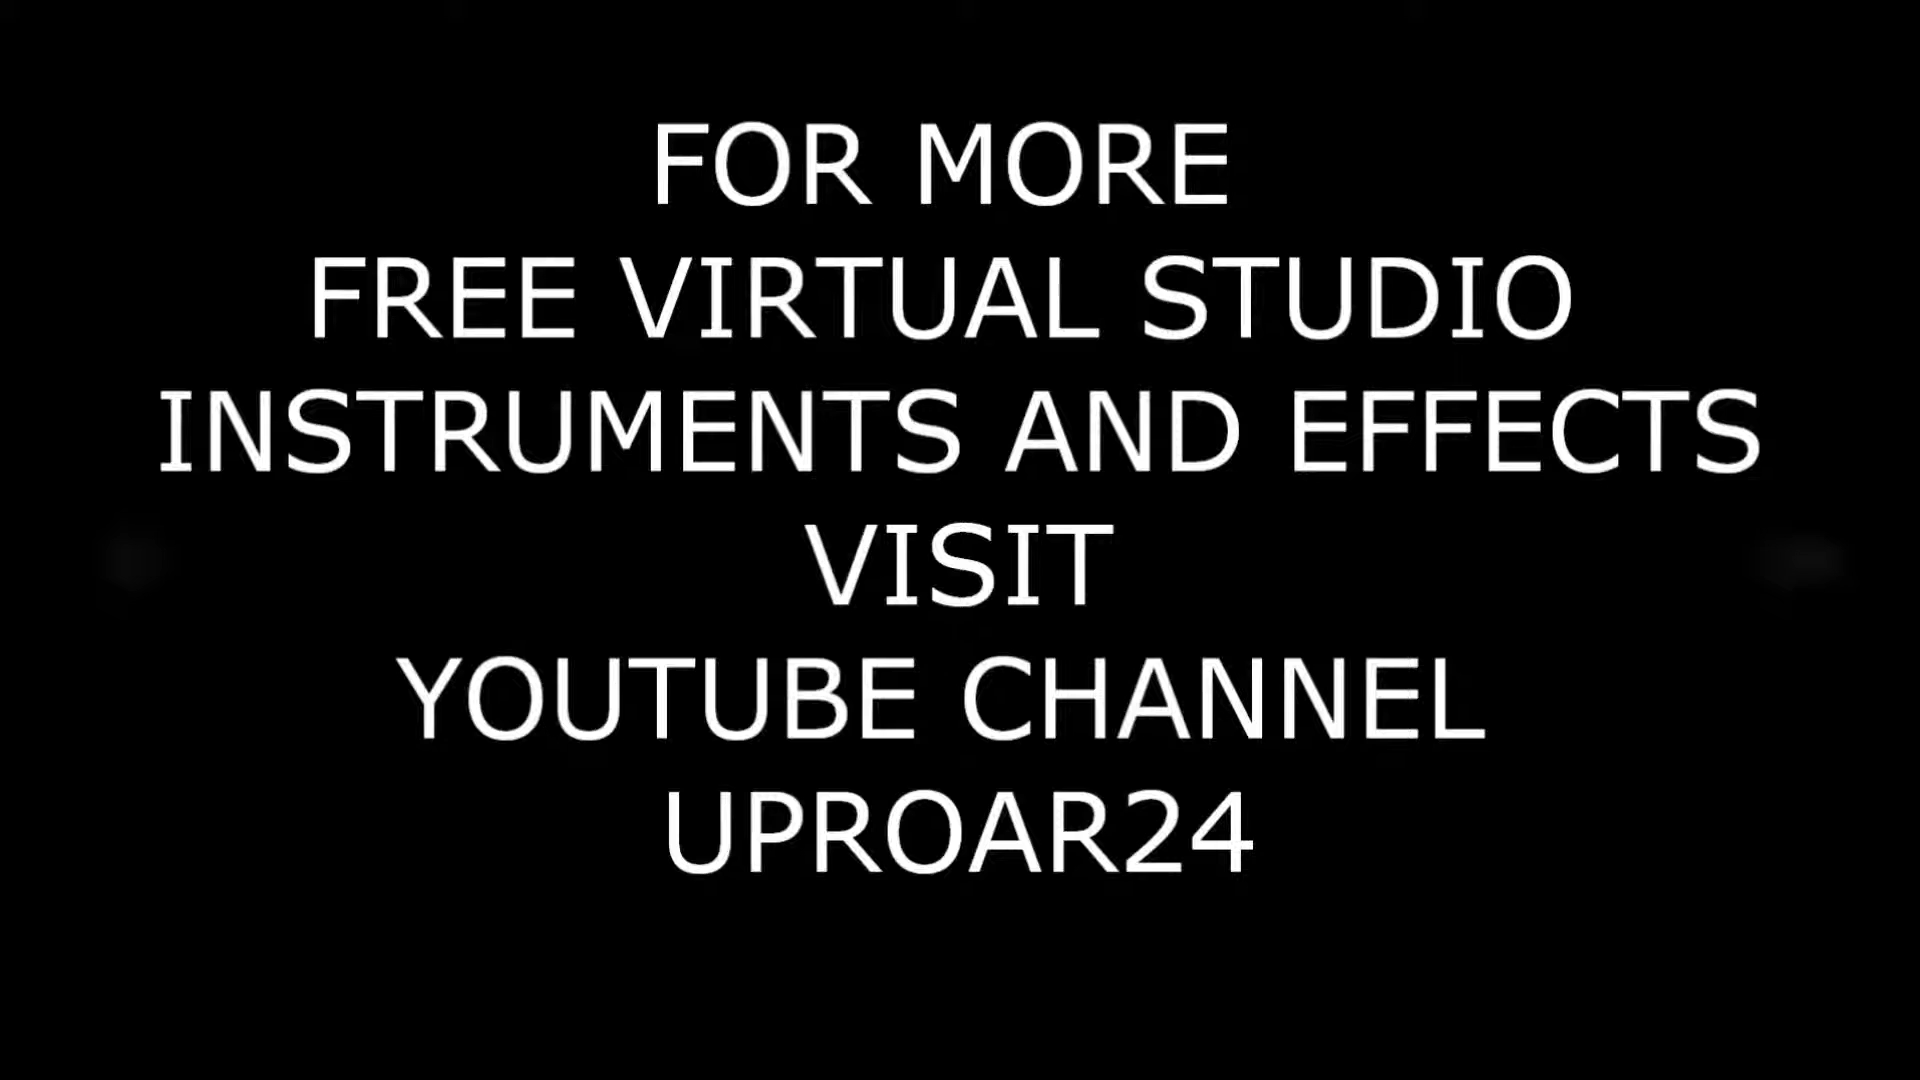 FOR MORE
FREE VIRTUAL STUDIO
INSTRUMENTS AND EFFECTS
VISIT
YOUTUBE CHANNEL
UPROAR24